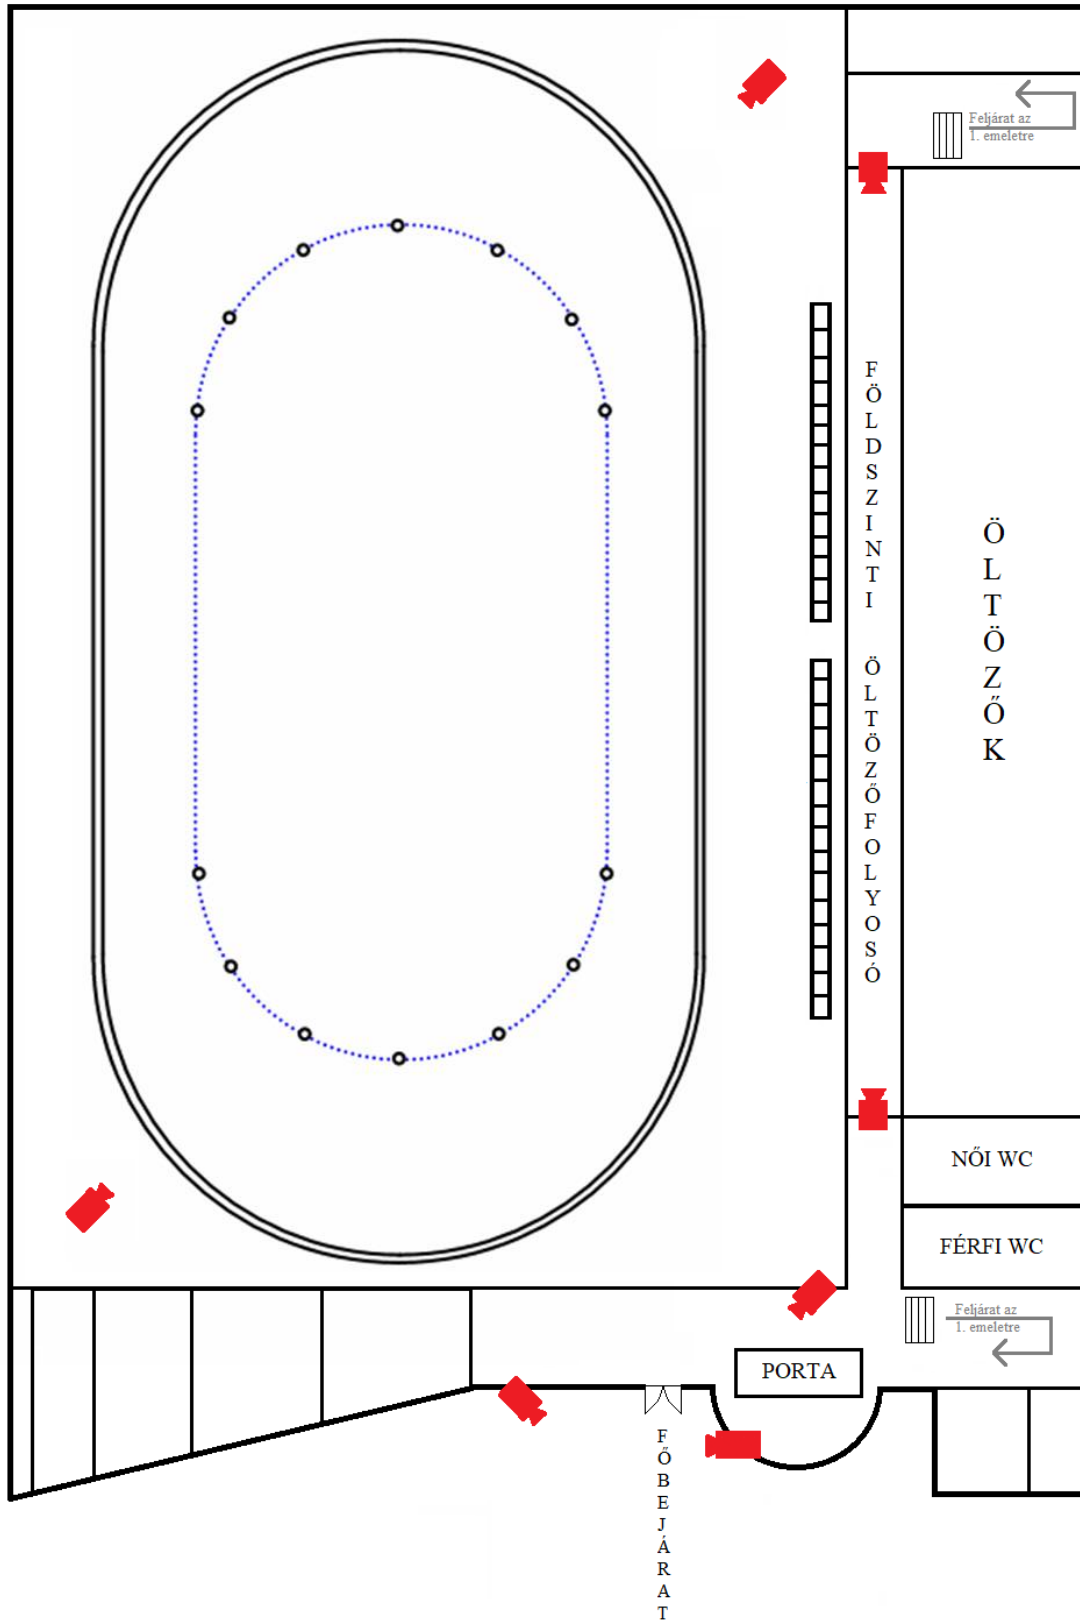 Feljárat az
1. emeletre
FÖLDSZINTI ÖLTÖZŐFOLYOSÓ
ÖLTÖZŐK
NŐI WC
FÉRFI WC
Feljárat az
1. emeletre
PORTA
FŐBEJÁRAT